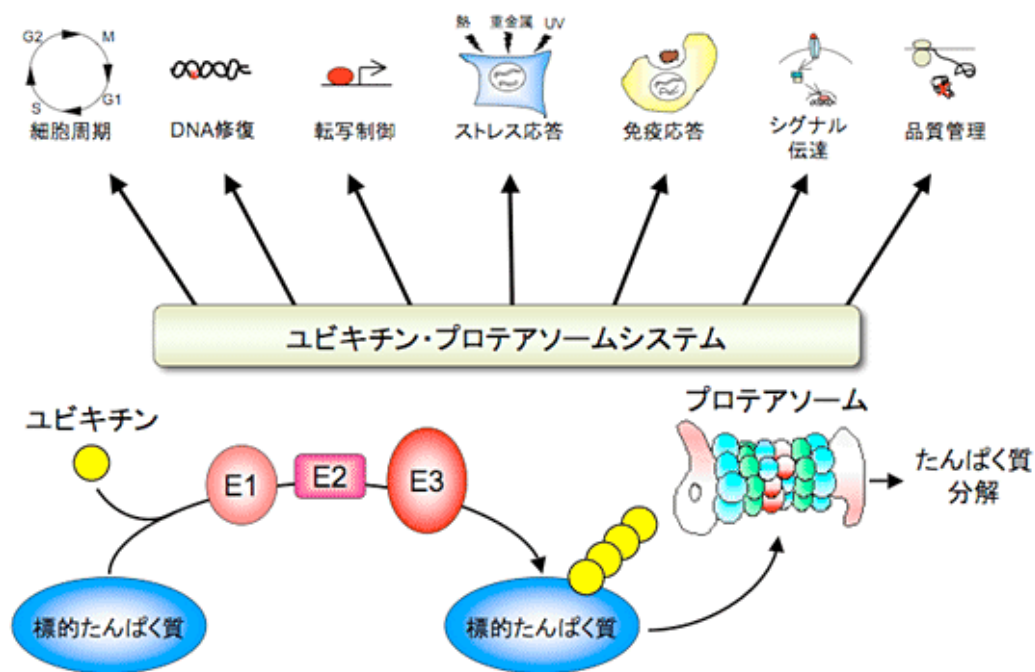 G2
M
S
G1
細胞周期
DNA修復
転写制御
熱 重金属 UV
ストレス応答
免疫応答
シグナル
伝達
品質管理
ユビキチン・プロテアソームシステム
ユビキチン
E1
E2
E3
プロテアソーム
たんぱく質
分解
標的たんぱく質
標的たんぱく質